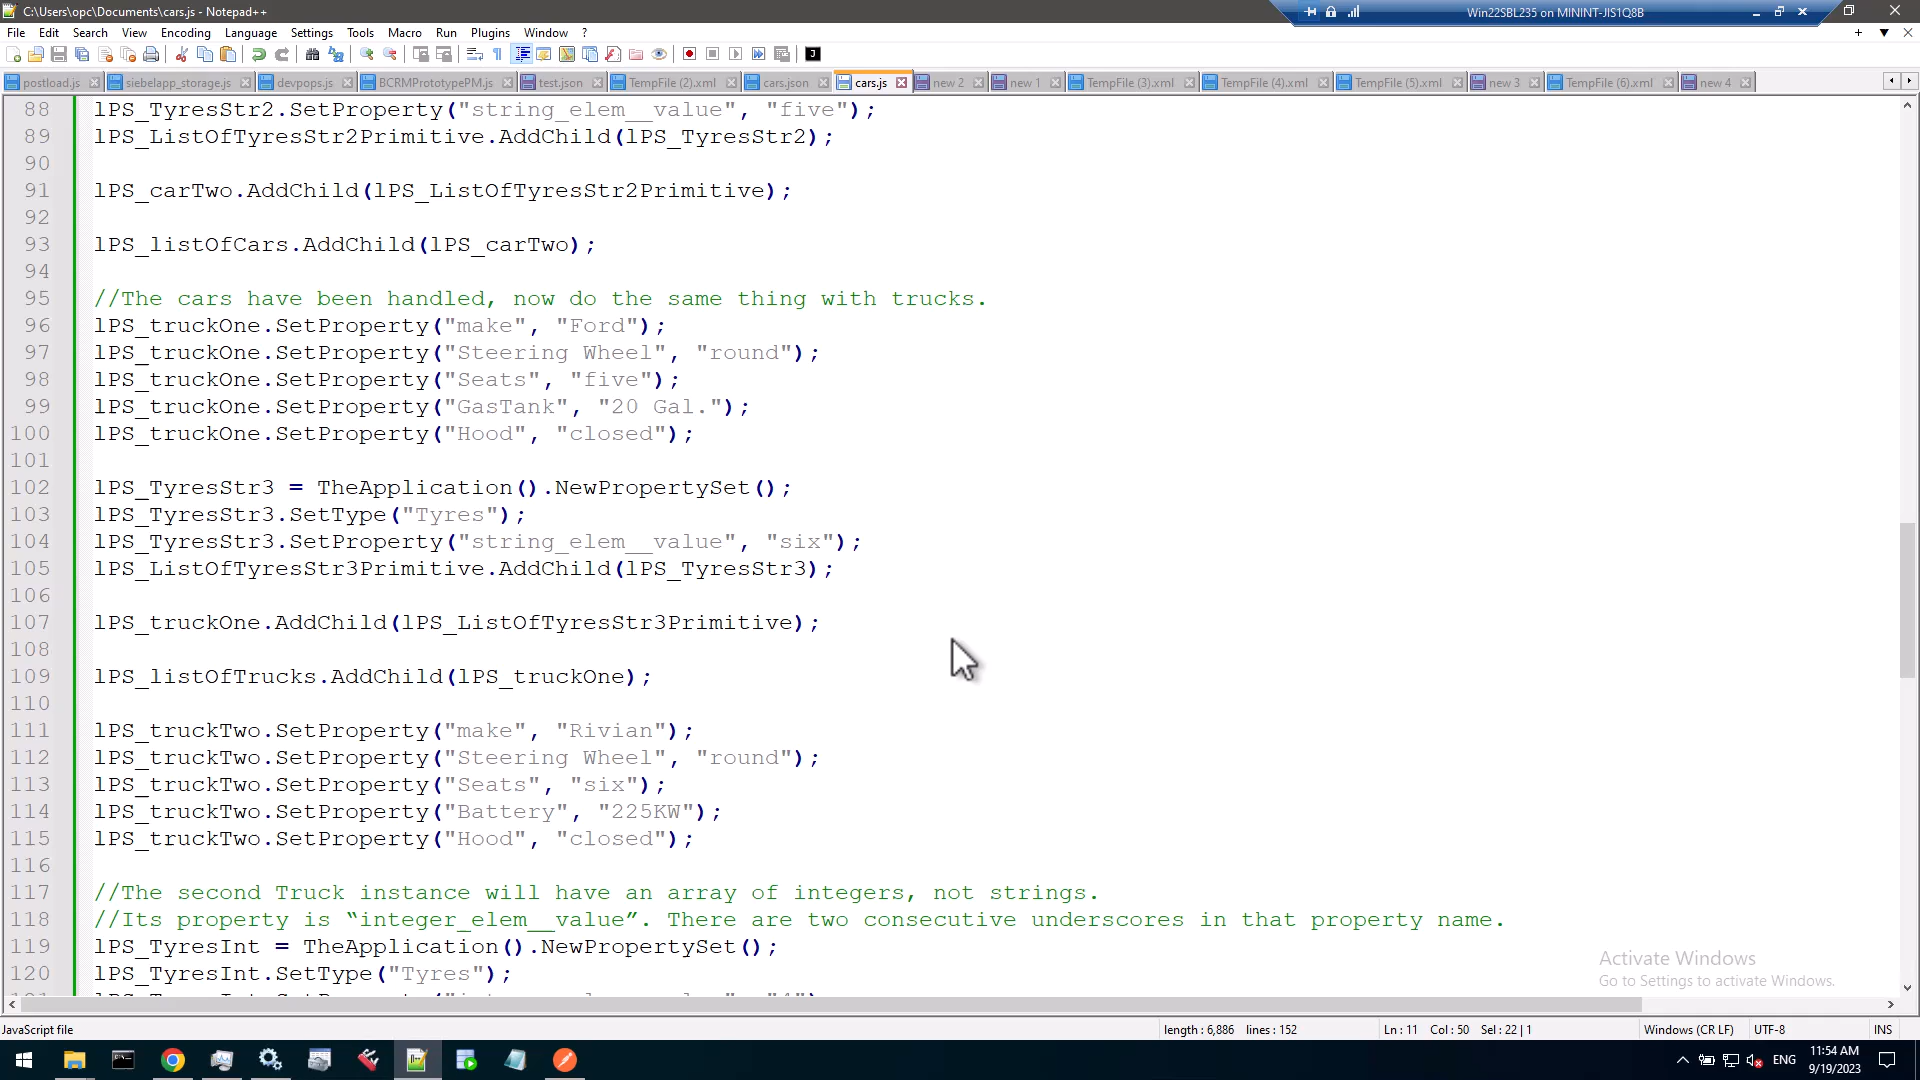 C:\Users\opc\Documents\cars.js - Notepad++
Win22SBL235 on MININT-JIS1Q8B
File Edit Search View Encoding Language Settings Tools Macro Run Plugins Window ?
postload.js siebelapp_storage.js devpops.js BCRMPrototypePM.js test.json TempFile (2).xml cars.json cars.js new 2 new 1 TempFile (3).xml TempFile (4).xml TempFile (5).xml new 3 TempFile (6).xml new 4
88 lPS_TyresStr2.SetProperty("string_elem__value", "five");
89 lPS_ListOfTyresStr2Primitive.AddChild(lPS_TyresStr2);
90
91 lPS_carTwo.AddChild(lPS_ListOfTyresStr2Primitive);
92
93 lPS_listOfCars.AddChild(lPS_carTwo);
94
95 //The cars have been handled, now do the same thing with trucks.
96 lPS_truckOne.SetProperty("make", "Ford");
97 lPS_truckOne.SetProperty("Steering Wheel", "round");
98 lPS_truckOne.SetProperty("Seats", "five");
99 lPS_truckOne.SetProperty("GasTank", "20 Gal.");
100 lPS_truckOne.SetProperty("Hood", "closed");
101
102 lPS_TyresStr3 = TheApplication().NewPropertySet();
103 lPS_TyresStr3.SetType("Tyres");
104 lPS_TyresStr3.SetProperty("string_elem__value", "six");
105 lPS_ListOfTyresStr3Primitive.AddChild(lPS_TyresStr3);
106
107 lPS_truckOne.AddChild(lPS_ListOfTyresStr3Primitive);
108
109 lPS_listOfTrucks.AddChild(lPS_truckOne);
110
111 lPS_truckTwo.SetProperty("make", "Rivian");
112 lPS_truckTwo.SetProperty("Steering Wheel", "round");
113 lPS_truckTwo.SetProperty("Seats", "six");
114 lPS_truckTwo.SetProperty("Battery", "225KW");
115 lPS_truckTwo.SetProperty("Hood", "closed");
116
117 //The second Truck instance will have an array of integers, not strings.
118 //Its property is “integer_elem__value”. There are two consecutive underscores in that property name.
119 lPS_TyresInt = TheApplication().NewPropertySet();
120 lPS_TyresInt.SetType("Tyres");
Activate Windows
Go to Settings to activate Windows.
JavaScript file length : 6,886 lines : 152 Ln : 11 Col : 50 Sel : 22 | 1 Windows (CR LF) UTF-8 INS
ENG 11:54 AM
9/19/2023